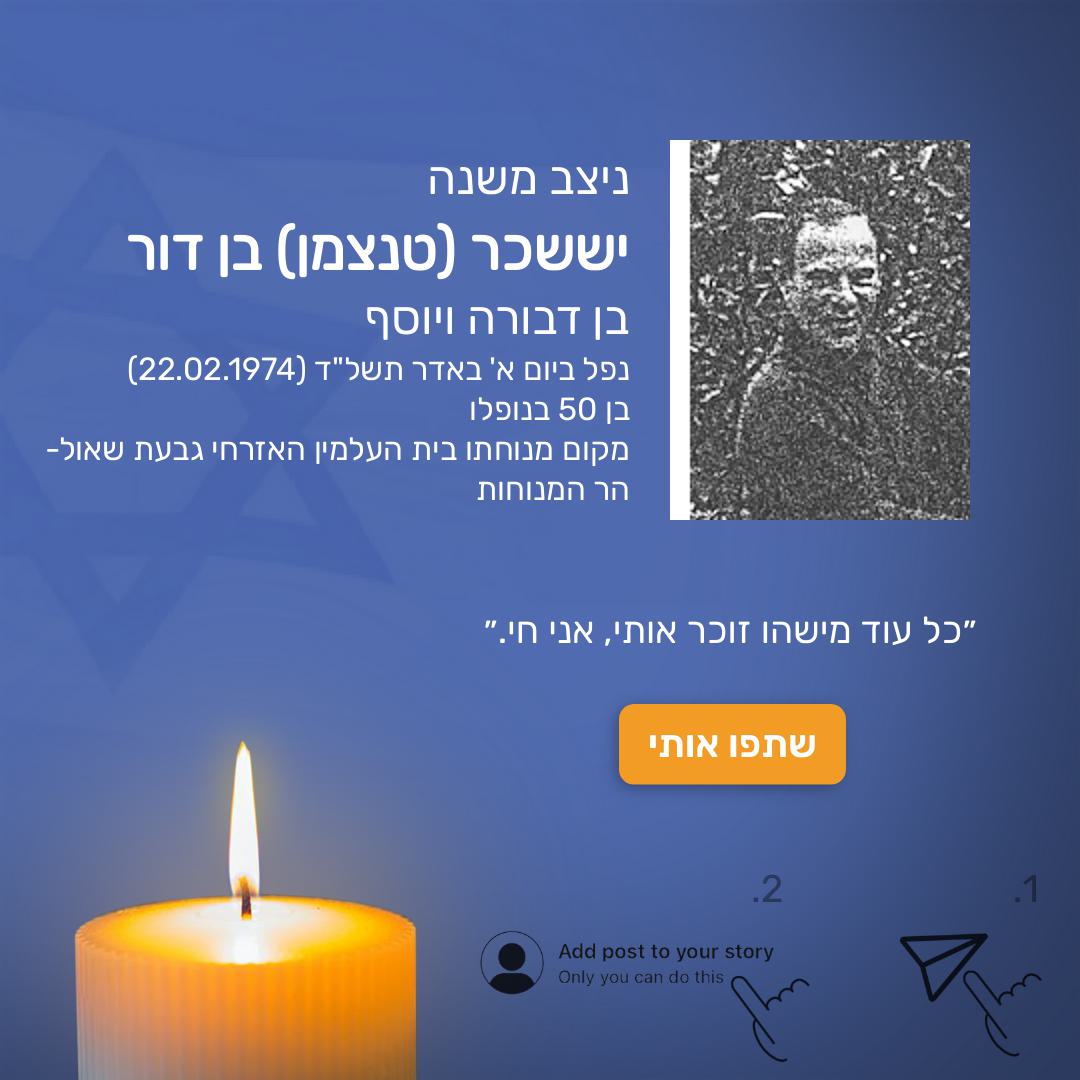 ניצב משנה
יששכר (טנצמן) בן דור
בן דבורה ויוסף
נפל ביום א' באדר תשל"ד (22.02.1974)
בן 50 בנופלו
מקום מנוחתו בית העלמין האזרחי גבעת שאול-
הר המנוחות
״כל עוד מישהו זוכר אותי, אני חי.״
שתפו אותי
.1
.2
Add post to your story
Only you can do this